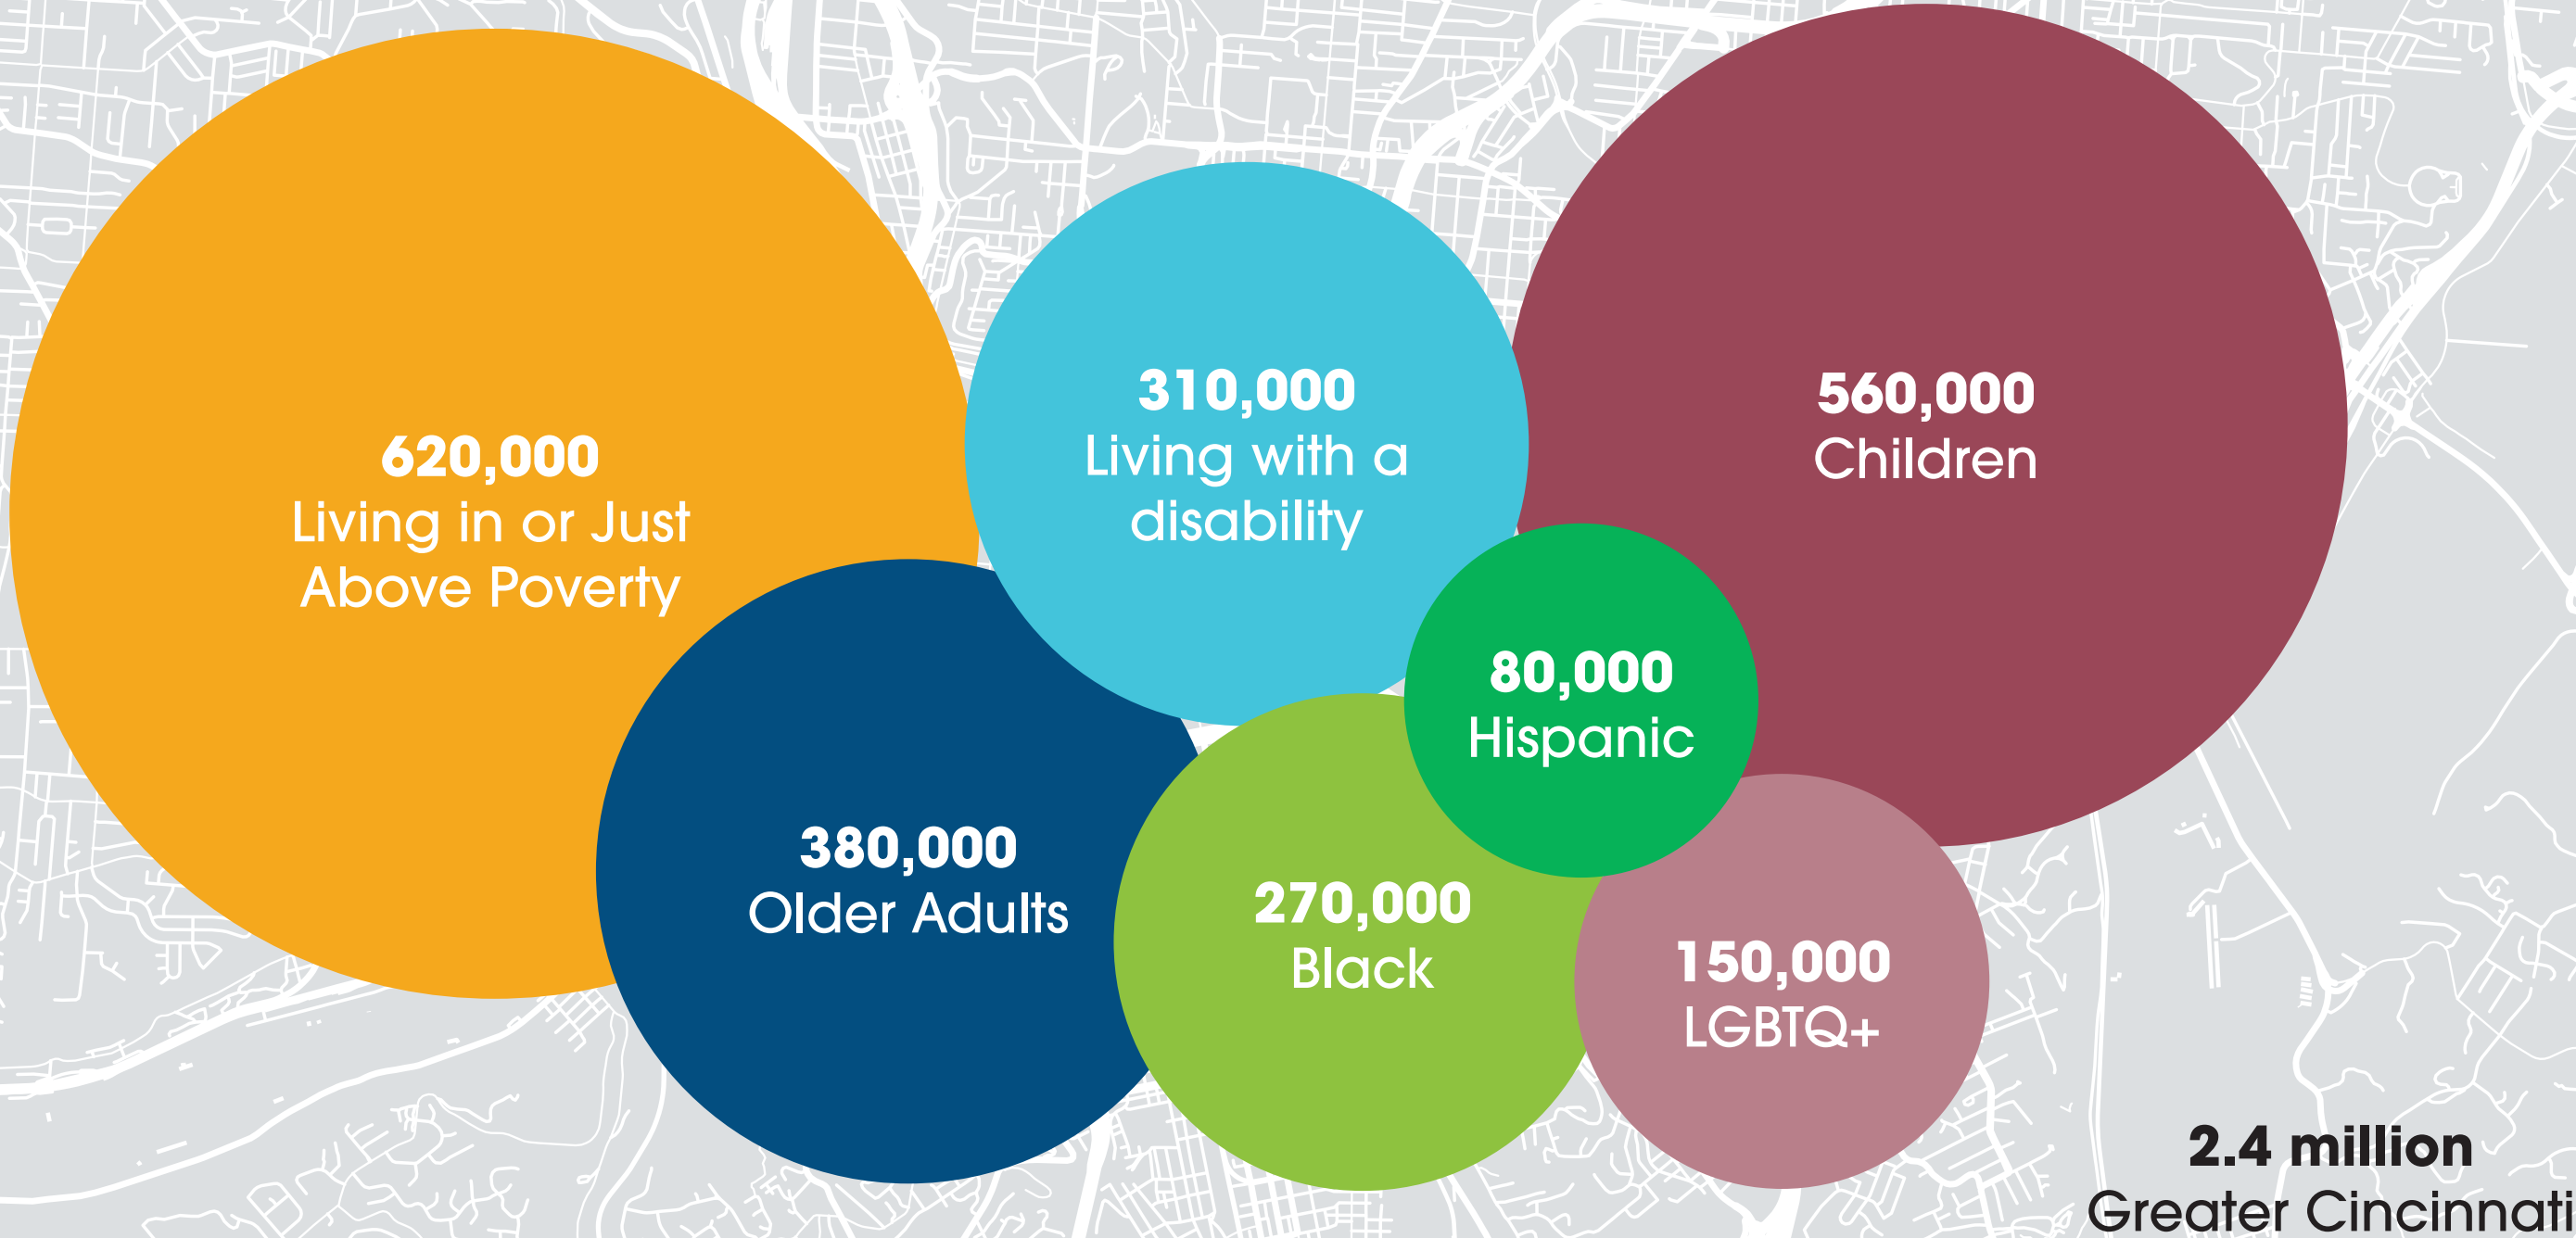 620,000
Living in or Just
Above Poverty
310,000
Living with a
disability
560,000
Children
80,000
Hispanic
380,000
Older Adults
270,000
Black
150,000
LGBTQ+
2.4 million
Greater Cincinnati